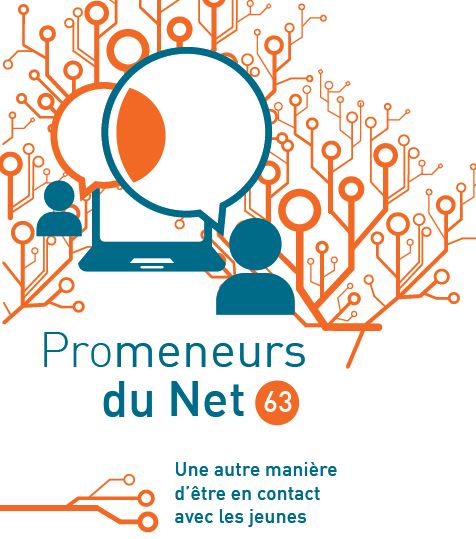 Promeneurs
du Net 63
Une autre manière
d'être en contact
avec les jeunes